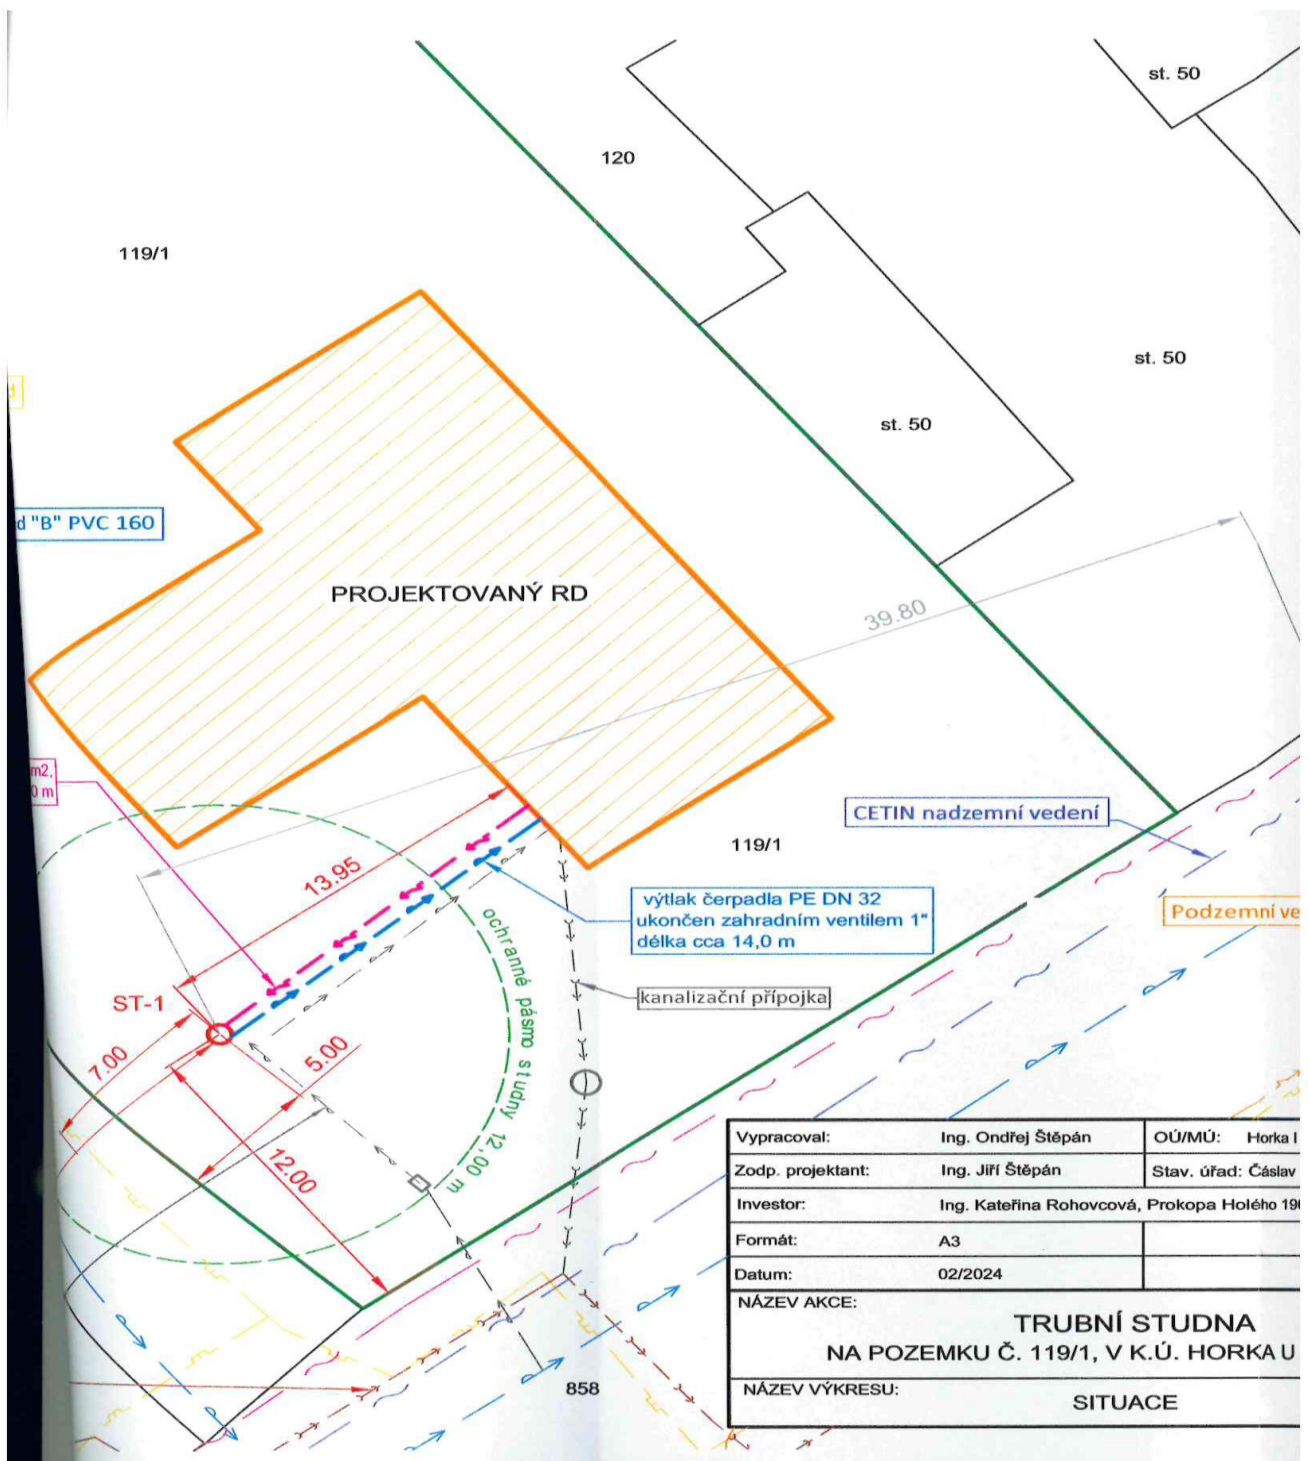 st. 50
120
119/1
st. 50
st. 50
d "B" PVC 160
PROJEKTOVANÝ RD
39.80
m2,
0 m
CETIN nadzemní vedení
119/1
13.95
výtlak čerpadla PE DN 32
ukončen zahradním ventilem 1"
délka cca 14,0 m
Podzemní ve
ochranné pásmo studny 12,00 m
kanalizační přípojka
ST-1
7.00
5.00
12.00
858
Vypracoval: Ing. Ondřej Štěpán OÚ/MÚ: Horka I
Zodp. projektant: Ing. Jiří Štěpán Stav. úřad: Čáslav
Investor: Ing. Kateřina Rohovcová, Prokopa Holého 19
Formát: A3
Datum: 02/2024
NÁZEV AKCE:
TRUBNÍ STUDNA
NA POZEMKU Č. 119/1, V K.Ú. HORKA U
NÁZEV VÝKRESU:
SITUACE